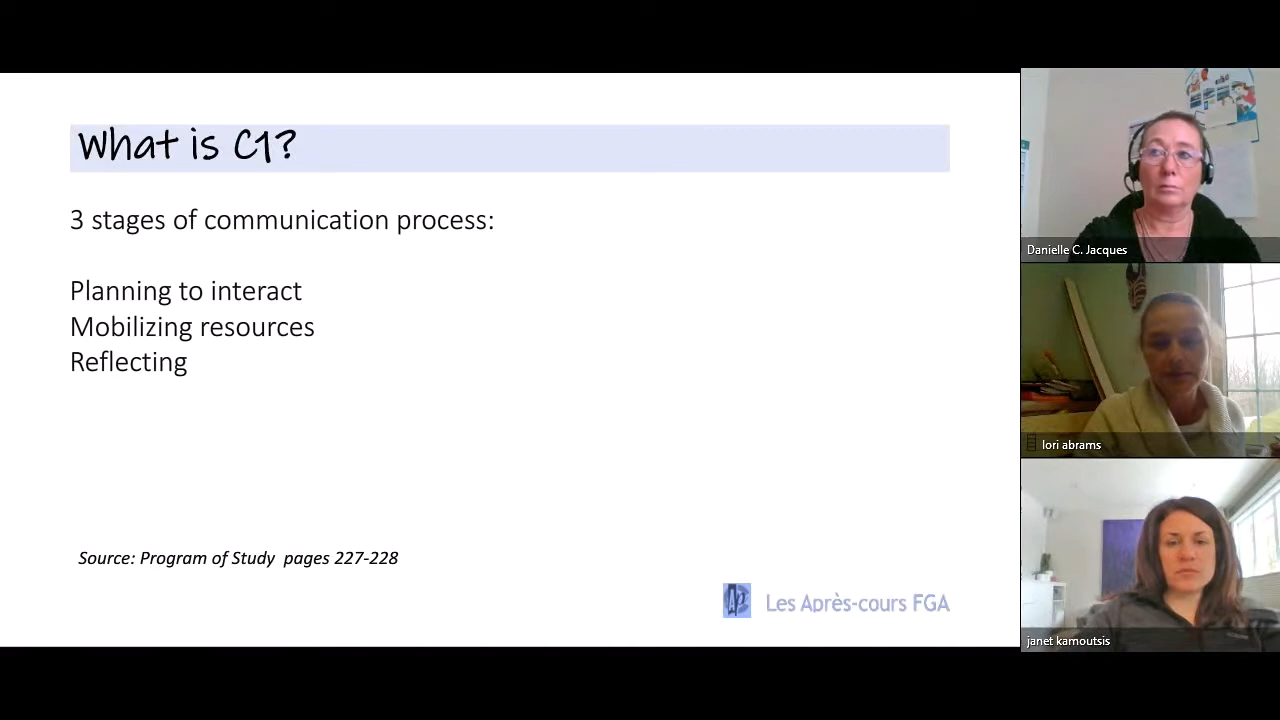 What is C1?
3 stages of communication process:
Planning to interact
Mobilizing resources
Reflecting
Source: Program of Study pages 227-228
AP Les Après-cours FGA
Danielle C. Jacques
lori abrams
janet kamoutsis